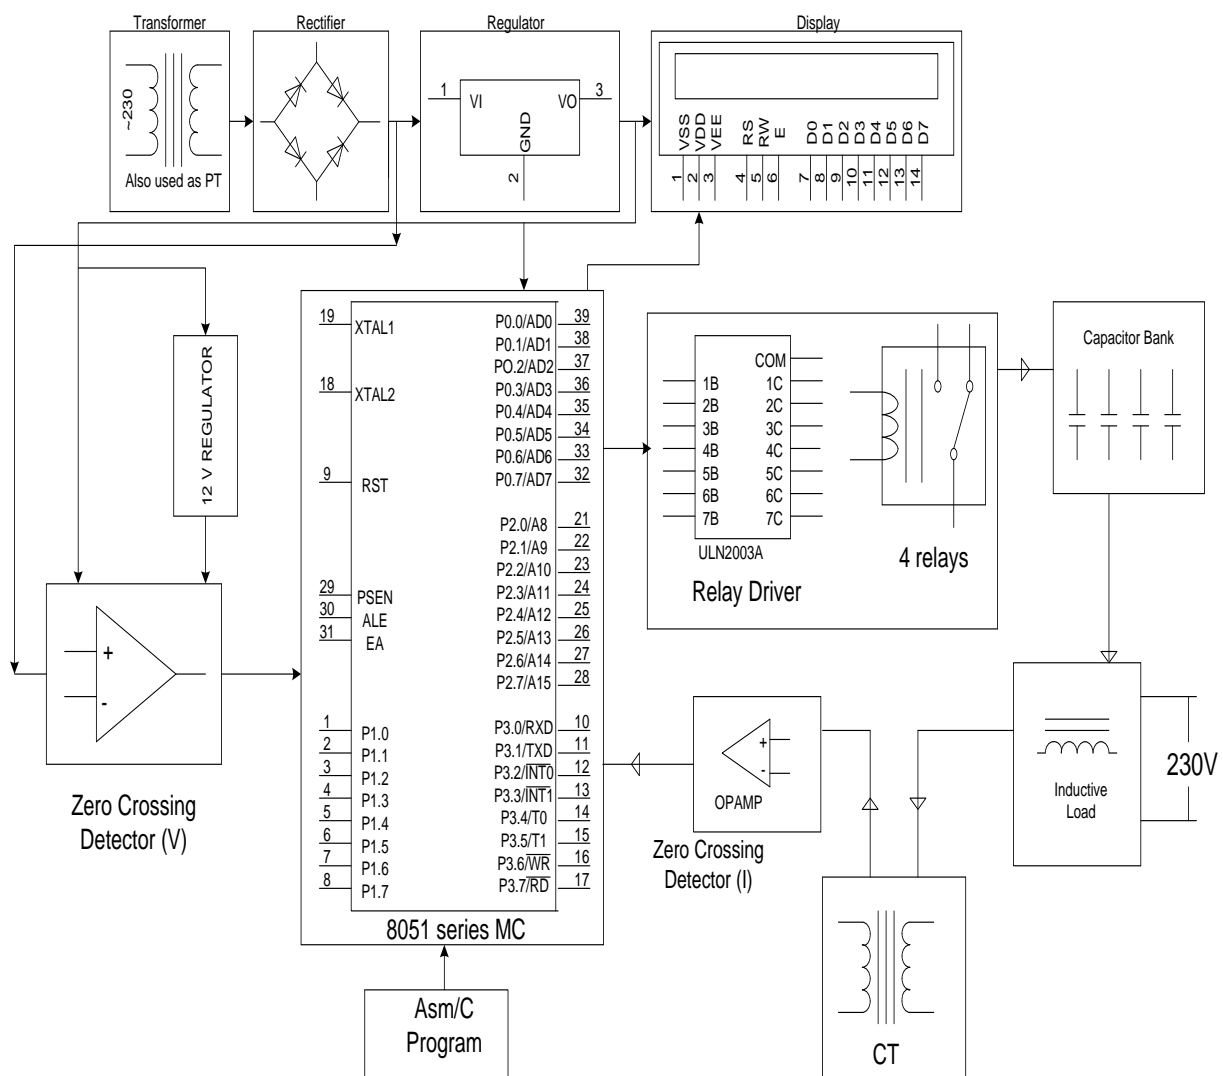 Transformer
Rectifier
Regulator
Display
~230
Also used as PT
1
VI
VO
3
GND
2
VSS
VDD
VEE
RS
RW
E
D0
D1
D2
D3
D4
D5
D6
D7
1
2
3
4
5
6
7
8
9
10
11
12
13
14
12 V REGULATOR
+
-
Zero Crossing
Detector (V)
19
XTAL1
18
XTAL2
9
RST
29
PSEN
30
ALE
31
EA
1
P1.0
2
P1.1
3
P1.2
4
P1.3
5
P1.4
6
P1.5
7
P1.6
8
P1.7
P0.0/AD0
39
P0.1/AD1
38
PO.2/AD2
37
P0.3/AD3
36
P0.4/AD4
35
P0.5/AD5
34
P0.6/AD6
33
P0.7/AD7
32
P2.0/A8
21
P2.1/A9
22
P2.2/A10
23
P2.3/A11
24
P2.4/A12
25
P2.5/A13
26
P2.6/A14
27
P2.7/A15
28
P3.0/RXD
10
P3.1/TXD
11
P3.2/INT0
12
P3.3/INT1
13
P3.4/T0
14
P3.5/T1
15
P3.6/WR
16
P3.7/RD
17
8051 series MC
Asm/C
Program
COM
1B
1C
2B
2C
3B
3C
4B
4C
5B
5C
6B
6C
7B
7C
ULN2003A
Relay Driver
4 relays
Capacitor Bank
+
-
OPAMP
Zero Crossing
Detector (I)
Inductive
Load
230V
CT